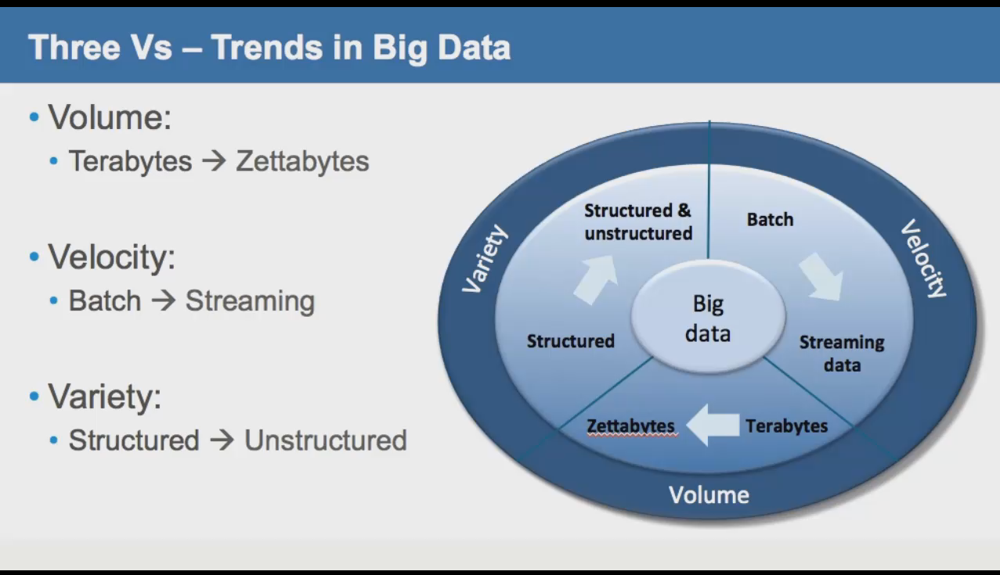 Three Vs – Trends in Big Data
• Volume:
• Terabytes → Zettabytes
• Velocity:
• Batch → Streaming
• Variety:
• Structured → Unstructured
Variety
Structured &
unstructured
Structured
Batch
Streaming
data
Velocity
Big
data
Zettabytes
Terabytes
Volume